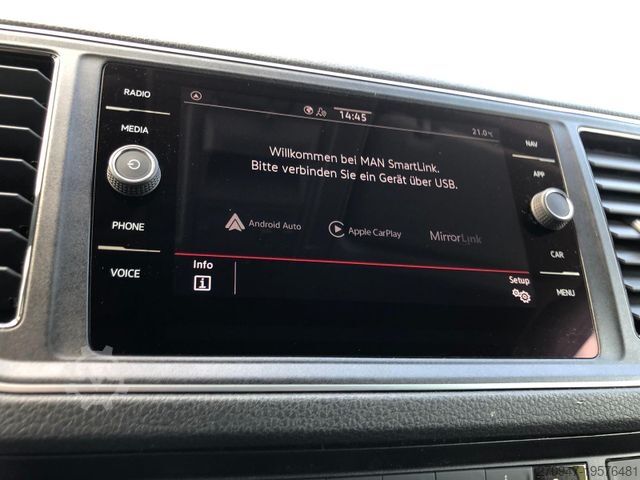 RADIO
14:45
21.0°C
NAV
MEDIA
Willkommen bei MAN SmartLink.
Bitte verbinden Sie ein Gerät über USB.
APP
PHONE
Android Auto
Apple CarPlay
MirrorLink
CAR
VOICE
Info
Setup
MENU